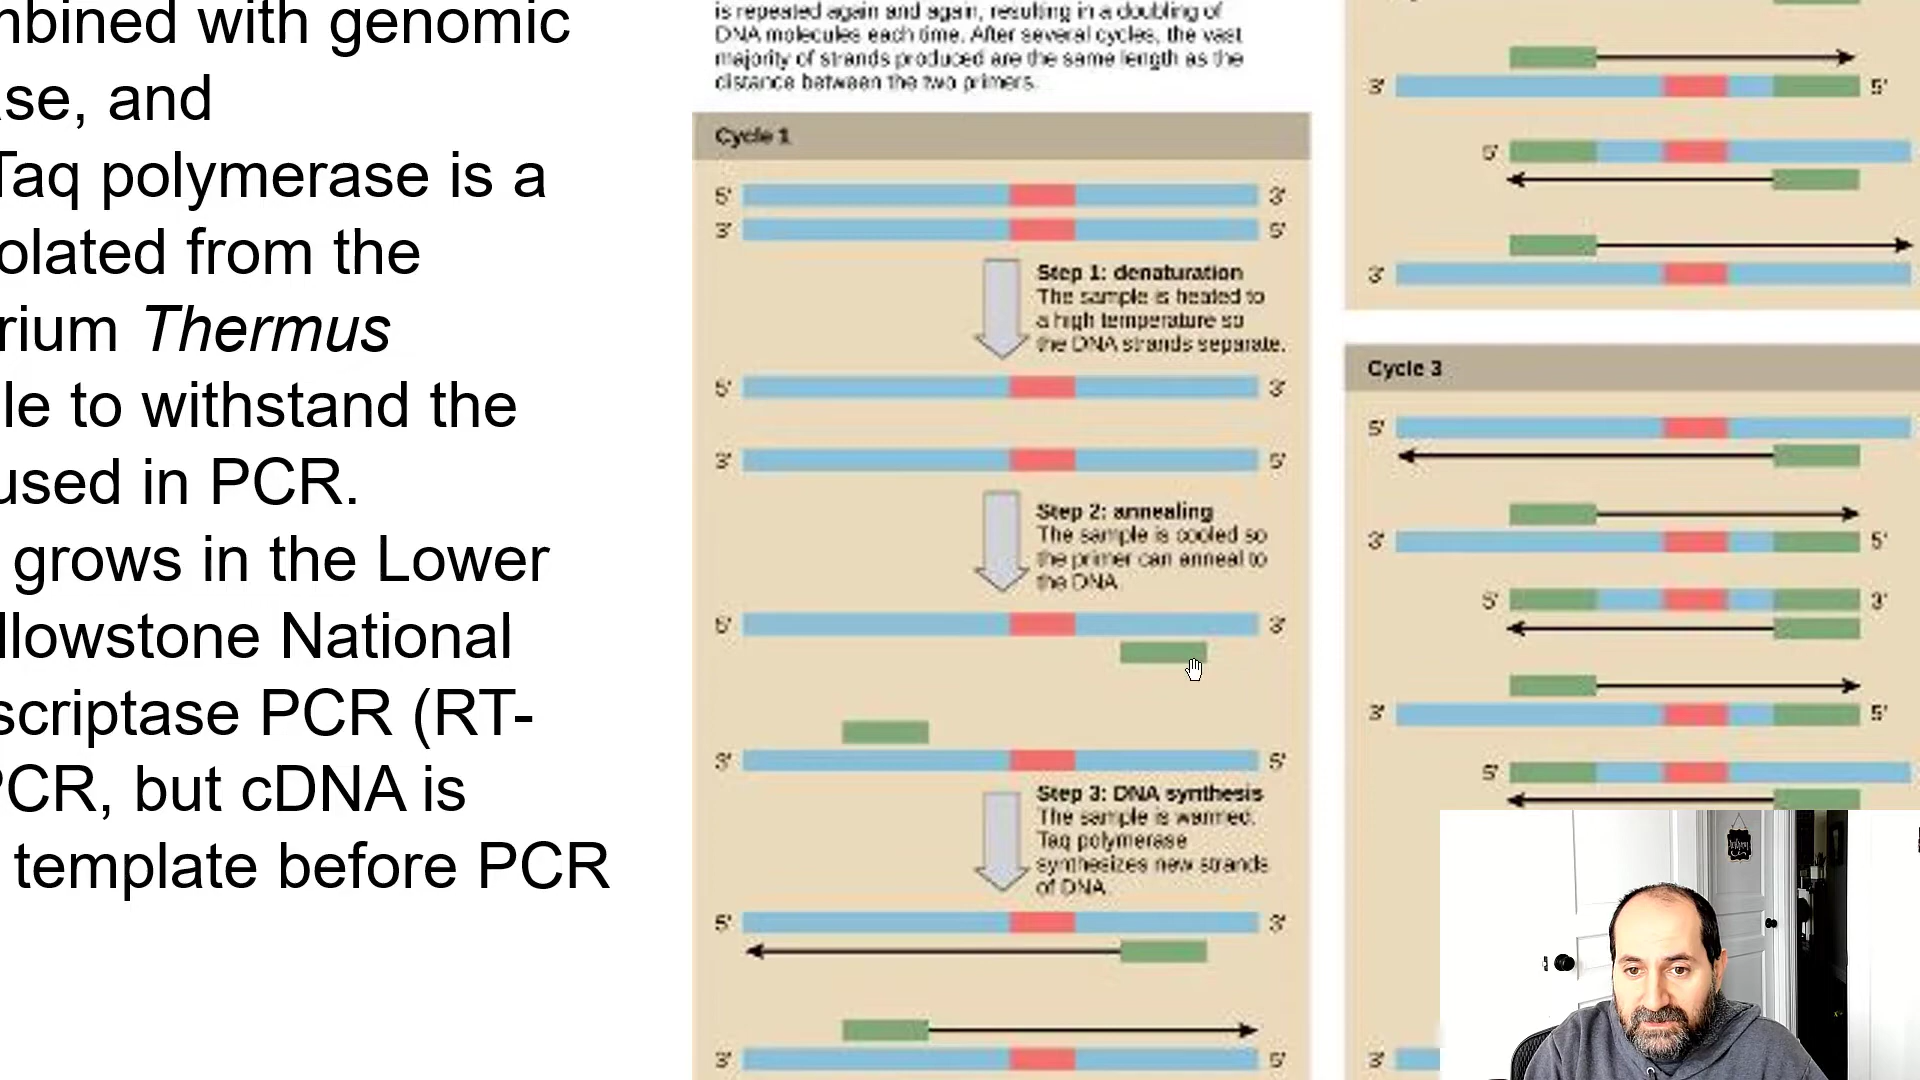 mbined with genomic
ase, and
Taq polymerase is a
olated from the
rium Thermus
le to withstand the
used in PCR.
grows in the Lower
llowstone National
scriptase PCR (RT-
PCR, but cDNA is
template before PCR
is repeated again and again, resulting in a doubling of
DNA molecules each time. After several cycles, the vast
majority of strands produced are the same length as the
distance between the two primers.
Cycle 1
5' 3'
3' 5'
Step 1: denaturation
The sample is heated to
a high temperature so
the DNA strands separate.
5' 3'
3' 5'
Step 2: annealing
The sample is cooled so
the primer can anneal to
the DNA.
5' 3'
3' 5'
Step 3: DNA synthesis
The sample is warmed.
Taq polymerase
synthesizes new strands
of DNA.
5' 3'
3' 5'
3' 5'
5'
3'
Cycle 3
5'
3' 5'
5' 3'
3' 5'
5'
3'